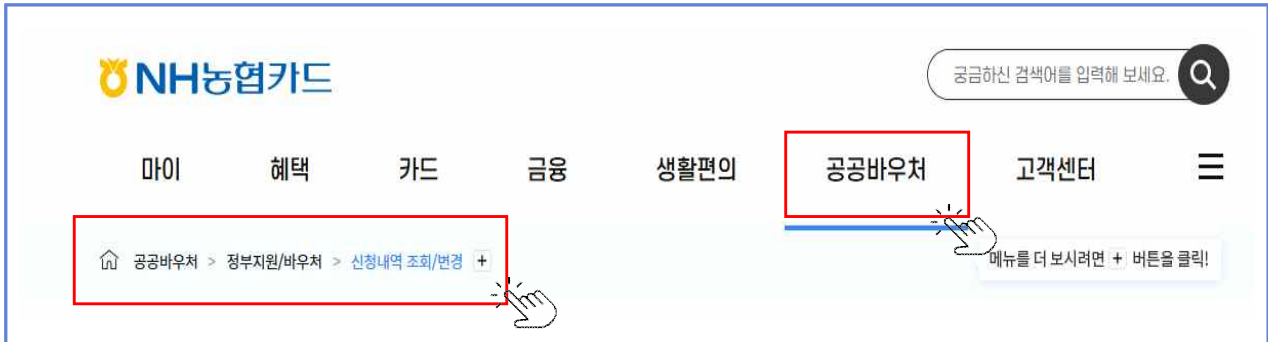 NH농협카드
궁금하신 검색어를 입력해 보세요.
마이 혜택 카드 금융 생활편의 공공바우처 고객센터
공공바우처 > 정부지원/바우처 > 신청내역 조회/변경 +
메뉴를 더 보시려면 + 버튼을 클릭!